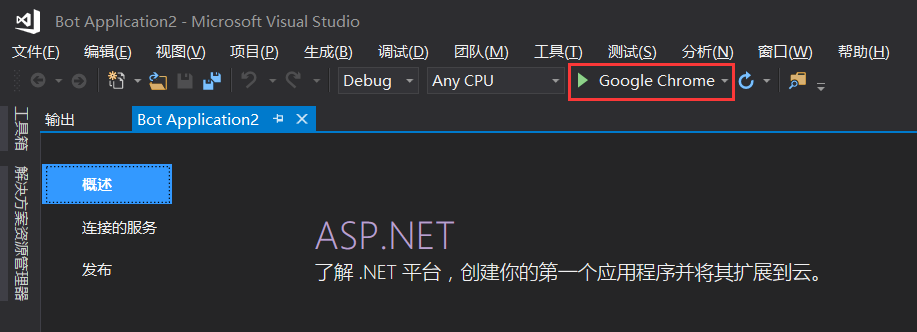 Bot Application2 - Microsoft Visual Studio
文件(F) 编辑(E) 视图(V) 项目(P) 生成(B) 调试(D) 团队(M) 工具(T) 测试(S) 分析(N) 窗口(W) 帮助(H)
Debug Any CPU Google Chrome
工具箱
解决方案资源管理器
输出 Bot Application2
概述
连接的服务
发布
ASP.NET
了解 .NET 平台，创建你的第一个应用程序并将其扩展到云。